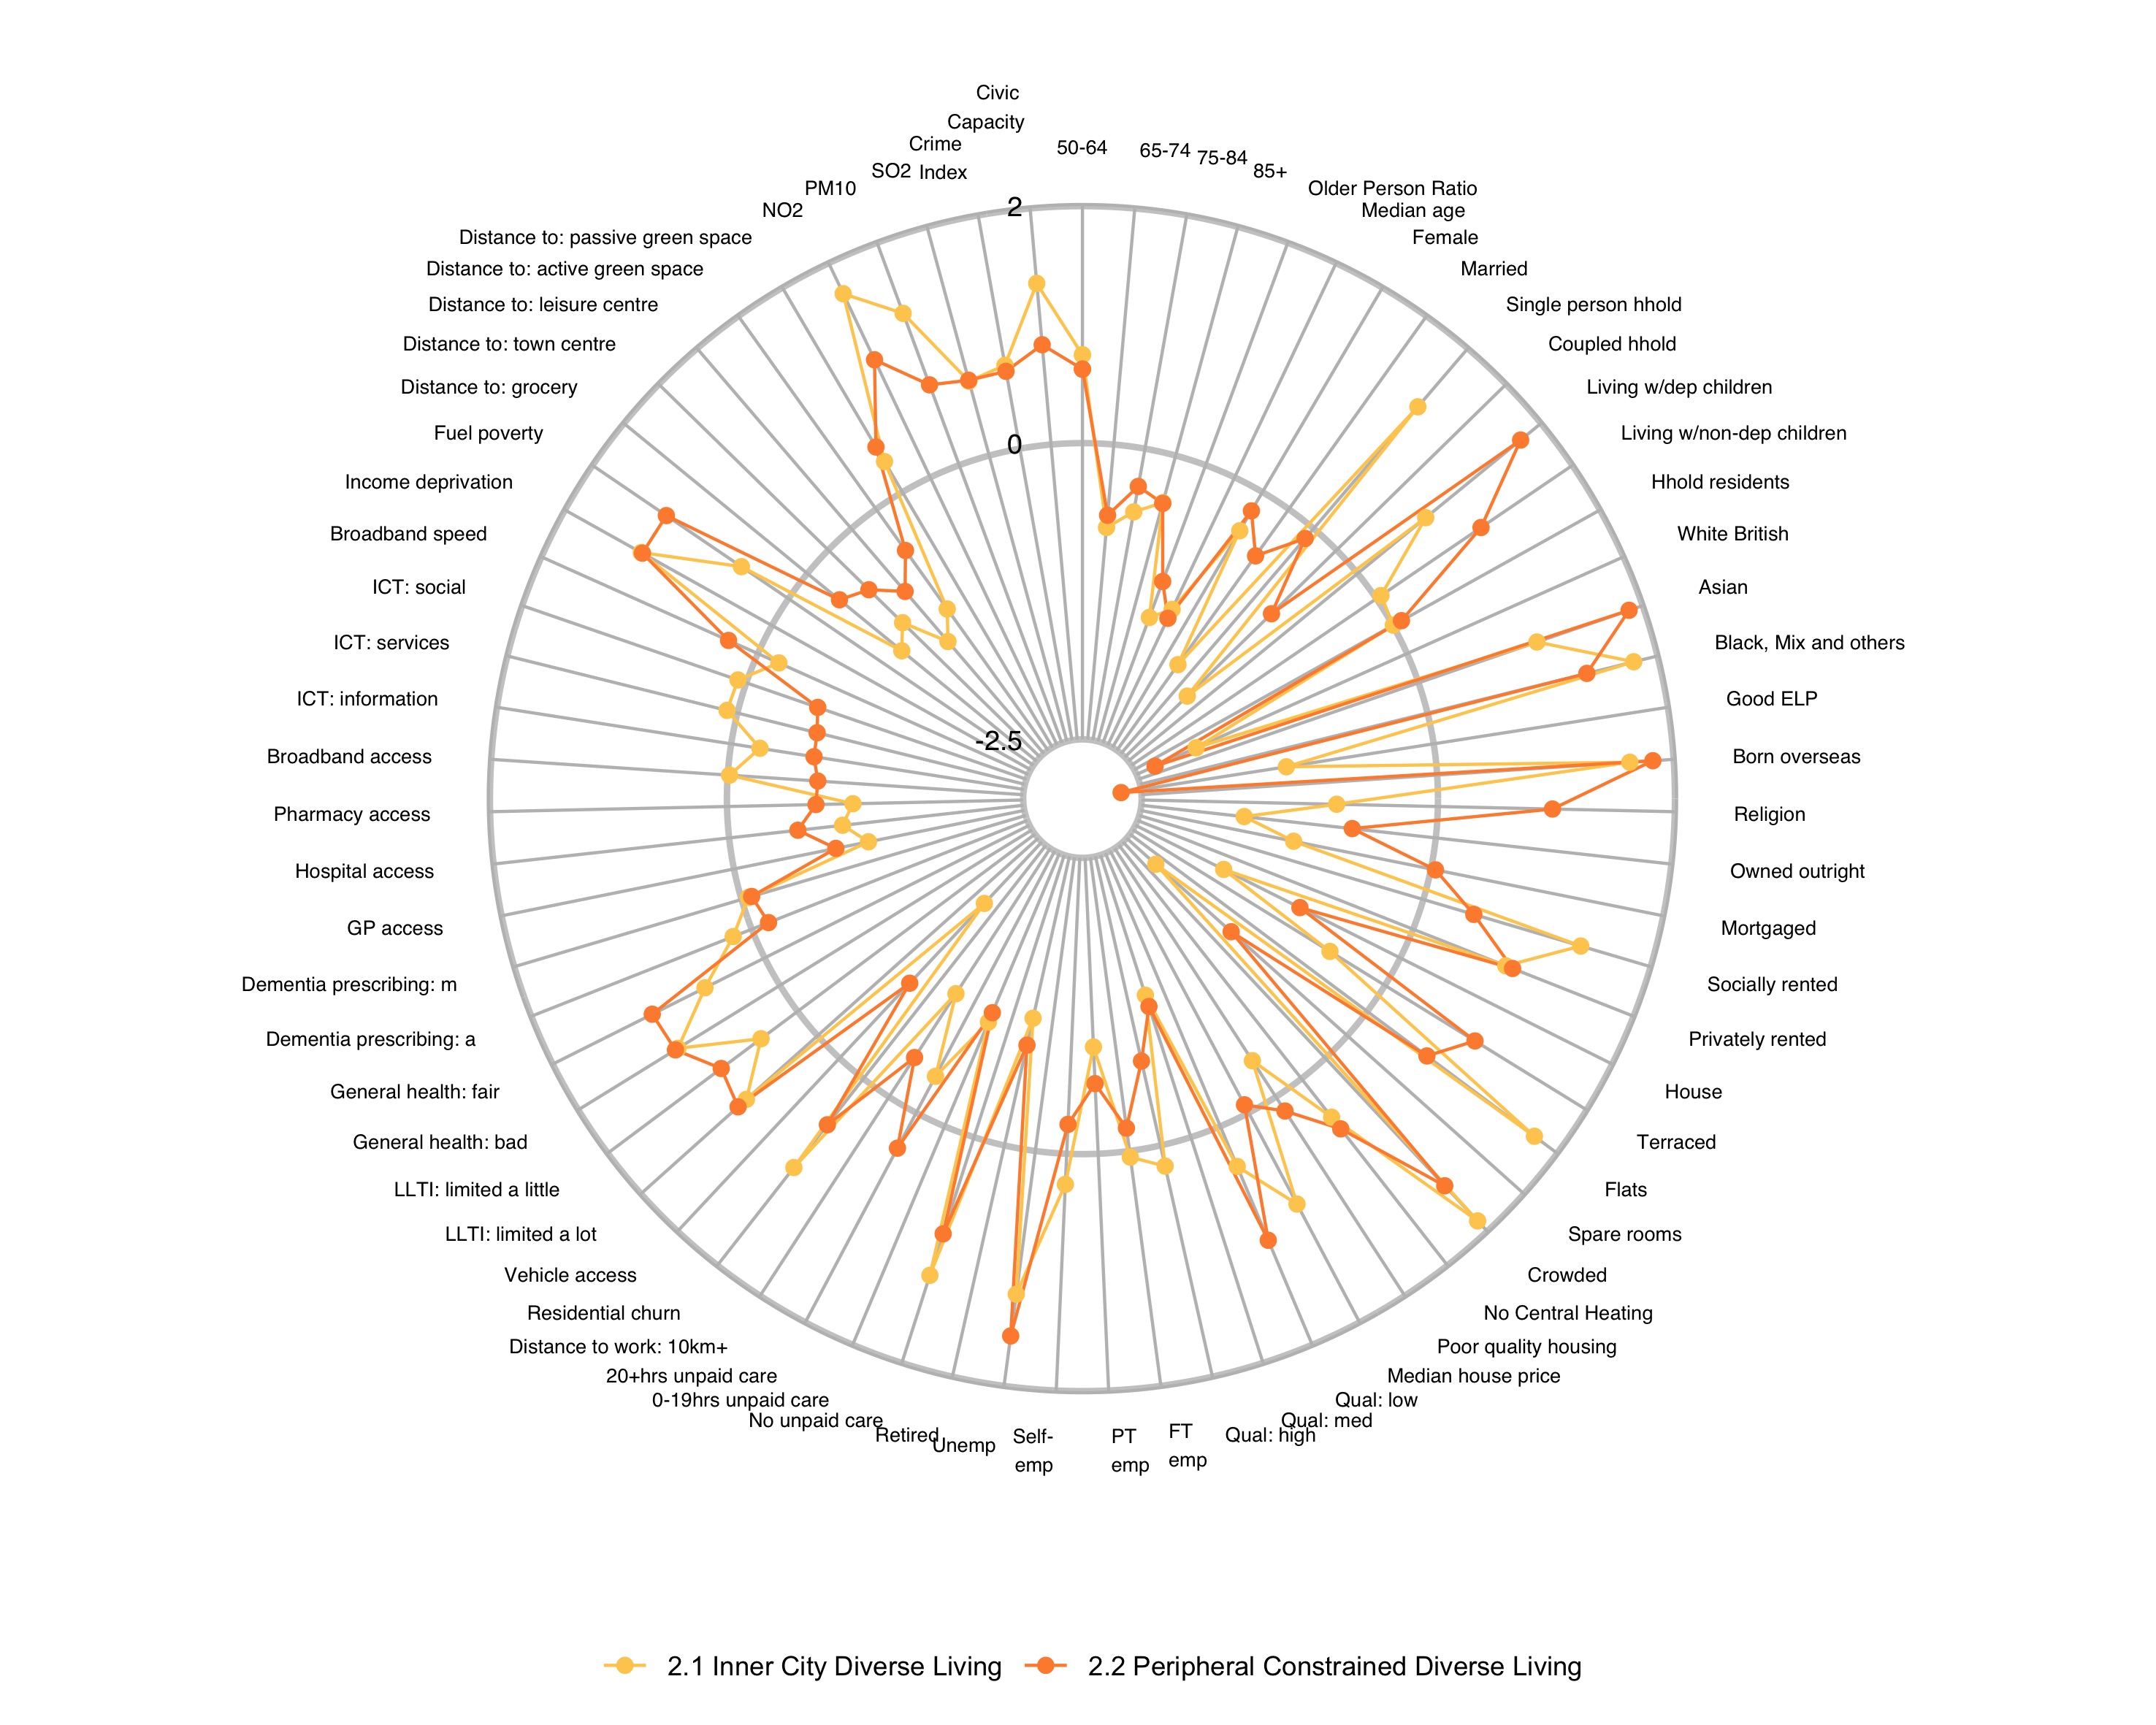 Civic
Capacity
Crime
Index
SO2
PM10
NO2
50-64
65-74
75-84
85+
Older Person Ratio
Median age
Female
Married
Single person hhold
Coupled hhold
Living w/dep children
Living w/non-dep children
Hhold residents
White British
Asian
Black, Mix and others
Good ELP
Born overseas
Religion
Owned outright
Mortgaged
Socially rented
Privately rented
House
Terraced
Flats
Spare rooms
Crowded
No Central Heating
Poor quality housing
Median house price
Qual: low
Qual: med
Qual: high
FT
emp
PT
emp
Self-
emp
Unemp
Retired
No unpaid care
0-19hrs unpaid care
20+hrs unpaid care
Distance to work: 10km+
Residential churn
Vehicle access
LLTI: limited a lot
LLTI: limited a little
General health: bad
General health: fair
Dementia prescribing: a
Dementia prescribing: m
GP access
Hospital access
Pharmacy access
Broadband access
ICT: information
ICT: services
ICT: social
Broadband speed
Income deprivation
Fuel poverty
Distance to: grocery
Distance to: town centre
Distance to: leisure centre
Distance to: active green space
Distance to: passive green space
2
0
-2.5
2.1 Inner City Diverse Living
2.2 Peripheral Constrained Diverse Living